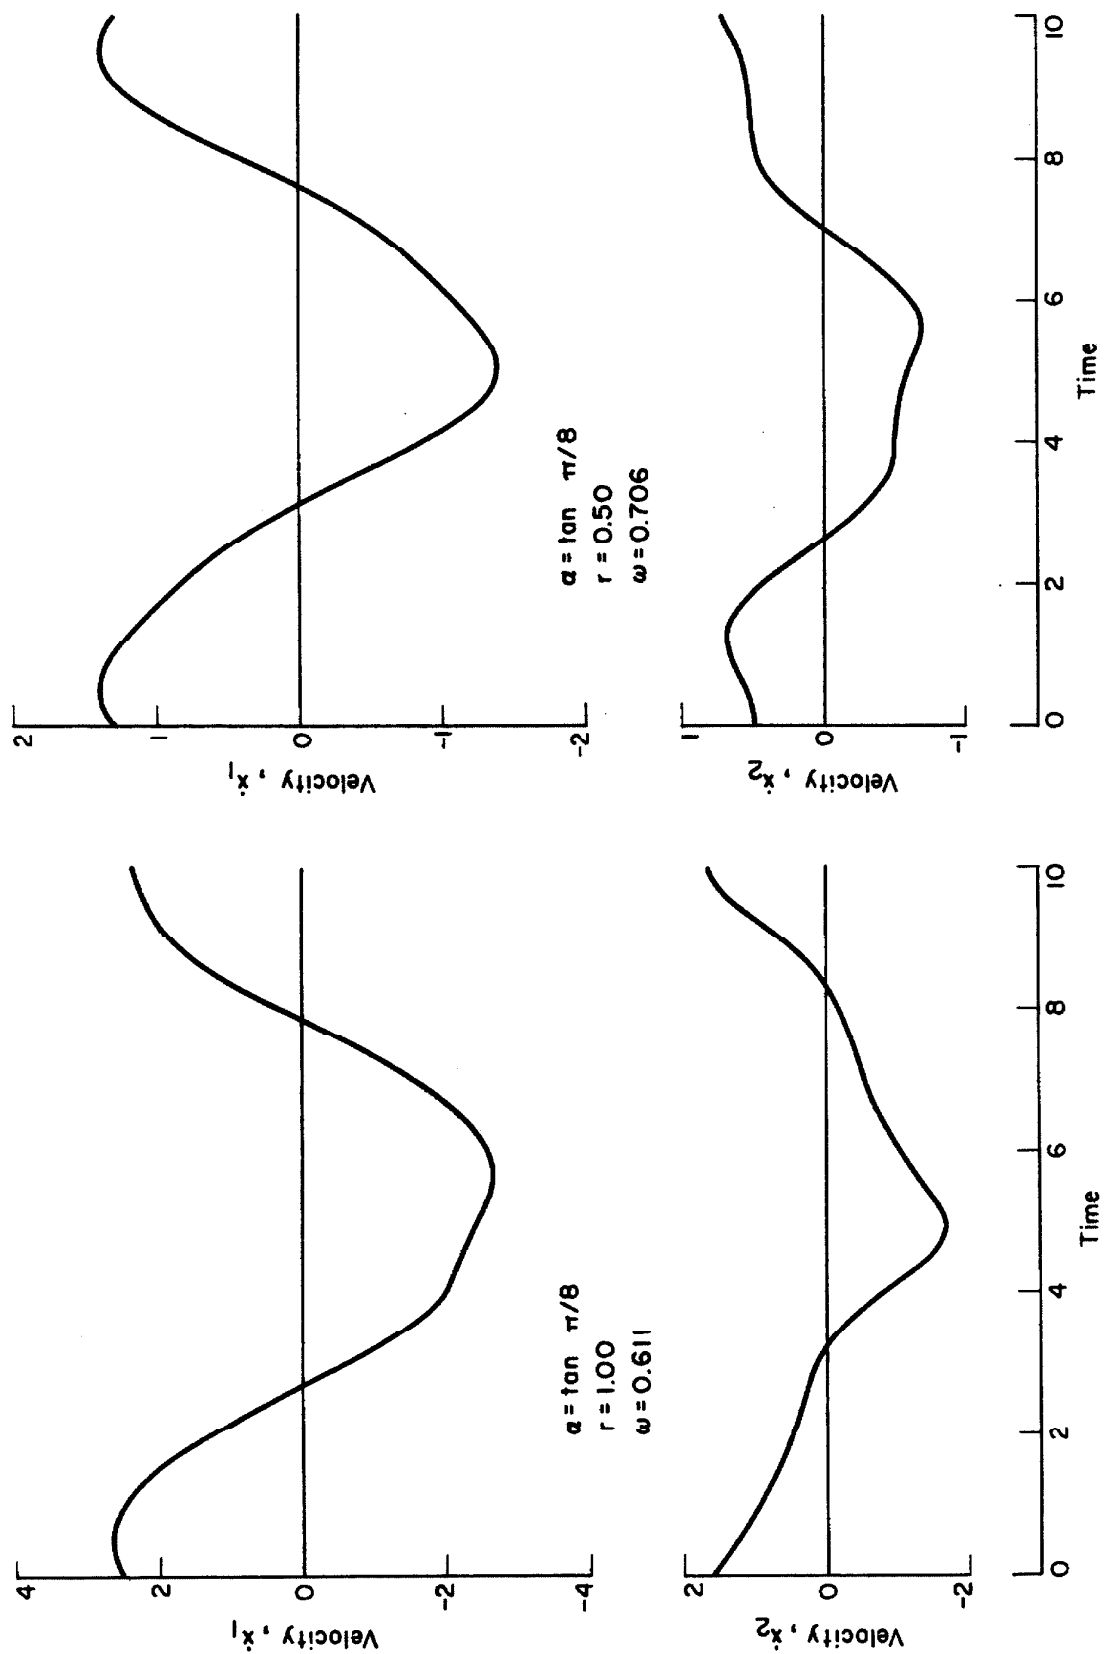 4
2
0
-2
-4
Velocity, ẋ₁
α = tan π/8
r = 1.00
ω = 0.611
2
0
-2
Velocity, ẋ₂
0 2 4 6 8 10
Time
2
1
0
-1
-2
Velocity, ẋ₁
α = tan π/8
r = 0.50
ω = 0.706
1
0
-1
Velocity, ẋ₂
0 2 4 6 8 10
Time